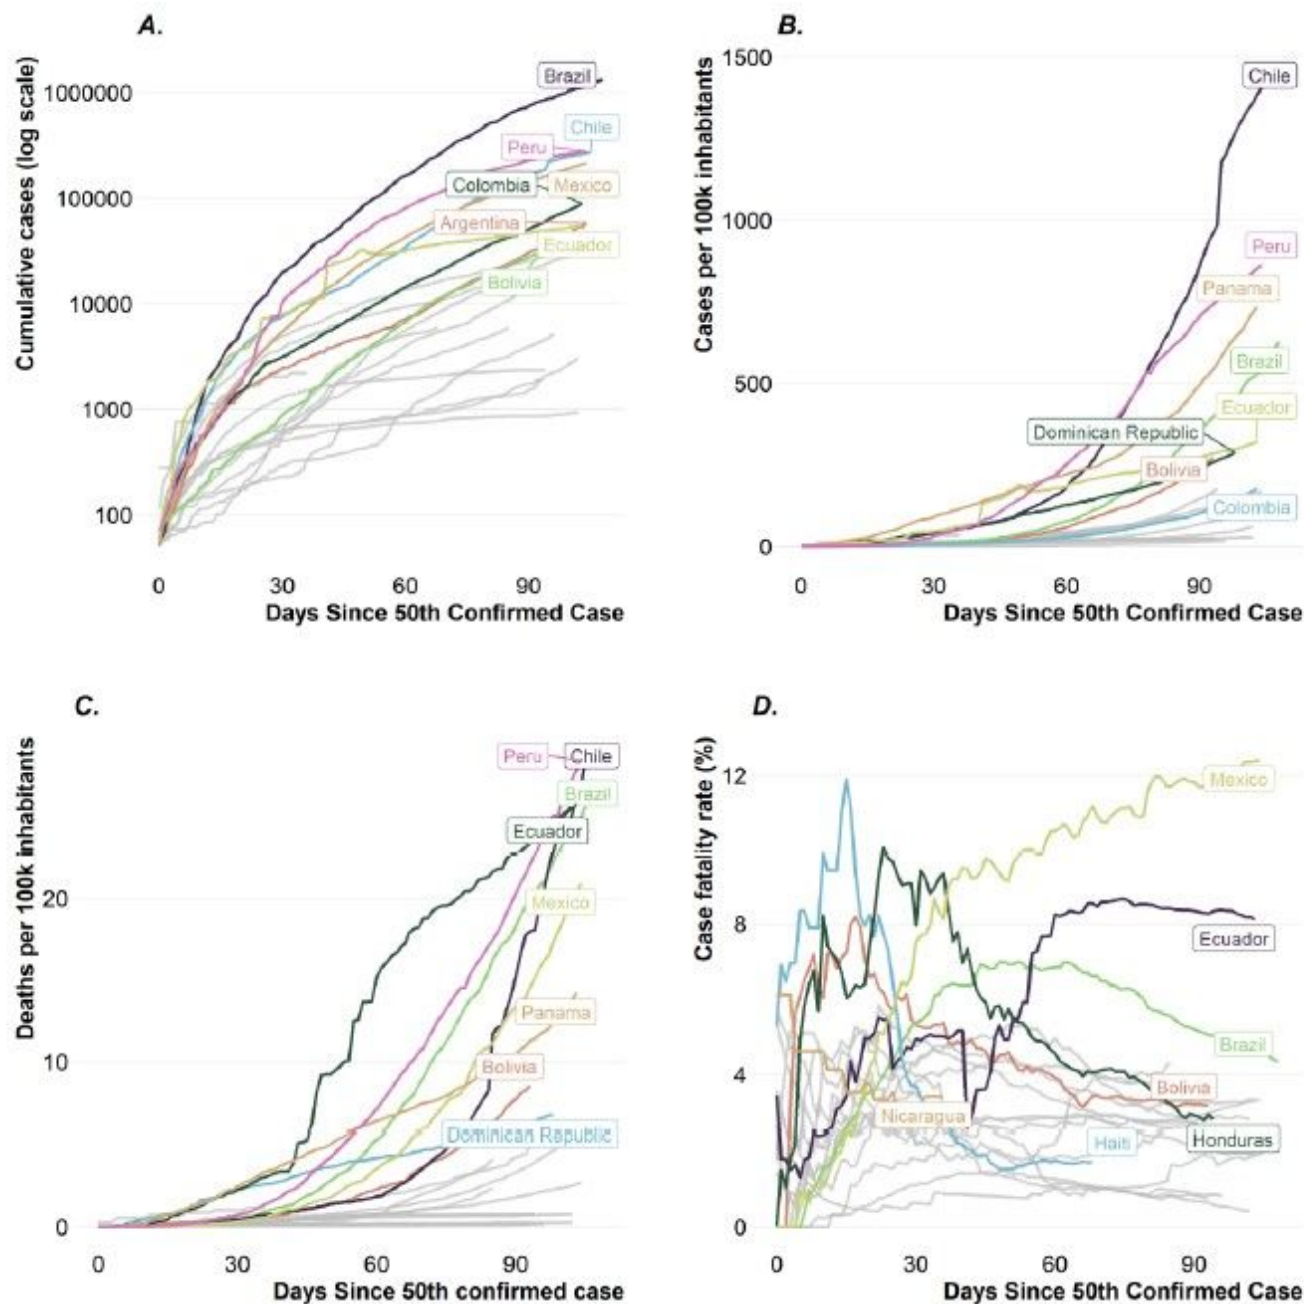 A.
Cumulative cases (log scale)
1000000
100000
10000
1000
100
Brazil
Chile
Peru
Colombia
Mexico
Argentina
Ecuador
Bolivia
0 30 60 90
Days Since 50th Confirmed Case
B.
Cases per 100k inhabitants
1500
1000
500
0
Chile
Peru
Panama
Brazil
Ecuador
Dominican Republic
Bolivia
Colombia
0 30 60 90
Days Since 50th Confirmed Case
C.
Deaths per 100k inhabitants
20
10
0
Peru
Chile
Brazil
Ecuador
Mexico
Panama
Bolivia
Dominican Republic
0 30 60 90
Days Since 50th confirmed case
D.
Case fatality rate (%)
12
8
4
0
Mexico
Ecuador
Brazil
Bolivia
Nicaragua
Haiti
Honduras
0 30 60 90
Days Since 50th Confirmed Case